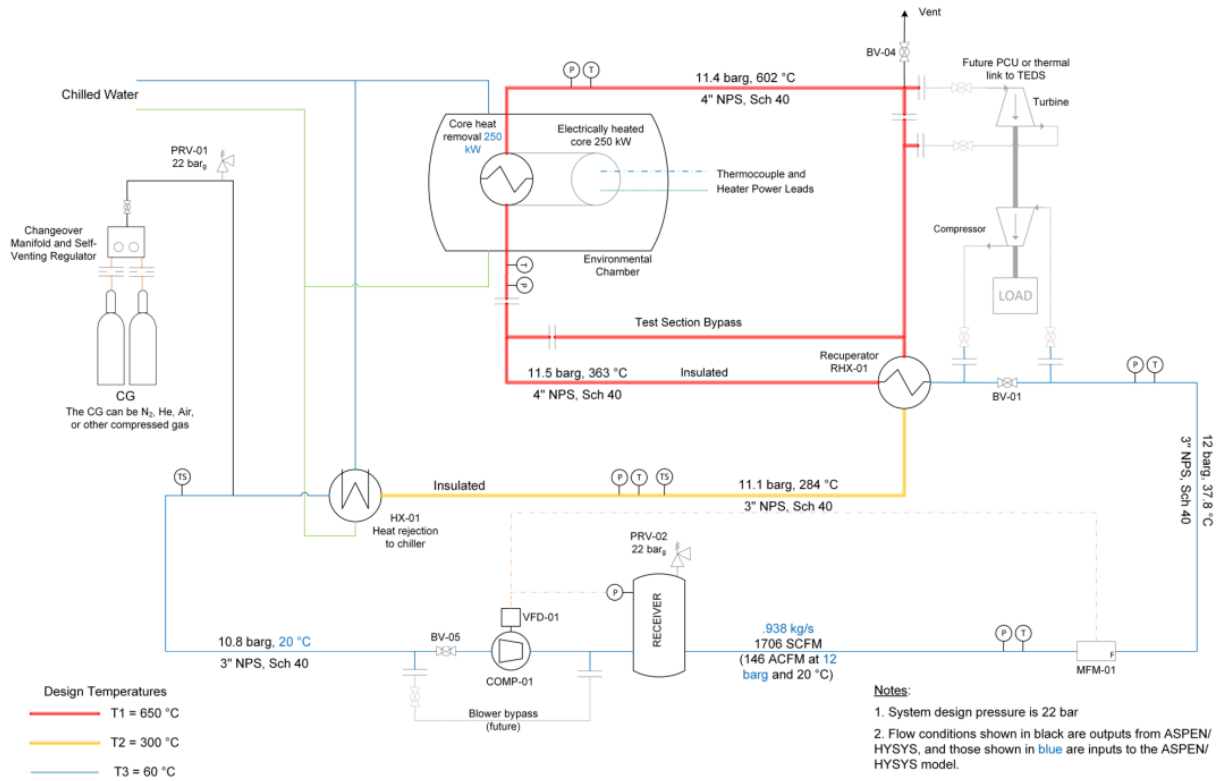 Vent
BV-04
Future PCU or thermal
link to TEDS
Turbine
P
T
11.4 barg, 602 °C
4" NPS, Sch 40
Chilled Water
Core heat
removal 250
kW
Electrically heated
core 250 kW
PRV-01
22 barg
Thermocouple and
Heater Power Leads
Changeover
Manifold and Self-
Venting Regulator
Compressor
Environmental
Chamber
T
P
LOAD
Test Section Bypass
Recuperator
RHX-01
11.5 barg, 363 °C
Insulated
4" NPS, Sch 40
P
T
BV-01
CG
The CG can be N₂, He, Air,
or other compressed gas
12 barg, 37.8 °C
3" NPS, Sch 40
TS
Insulated
P
T
TS
11.1 barg, 284 °C
3" NPS, Sch 40
HX-01
Heat rejection
to chiller
PRV-02
22 barg
P
VFD-01
RECEIVER
10.8 barg, 20 °C
3" NPS, Sch 40
BV-05
COMP-01
.938 kg/s
1706 SCFM
(146 ACFM at 12
barg and 20 °C)
P
T
F
MFM-01
Blower bypass
(future)
Design Temperatures
T1 = 650 °C
T2 = 300 °C
T3 = 60 °C
Notes:
1. System design pressure is 22 bar
2. Flow conditions shown in black are outputs from ASPEN/
HYSYS, and those shown in blue are inputs to the ASPEN/
HYSYS model.